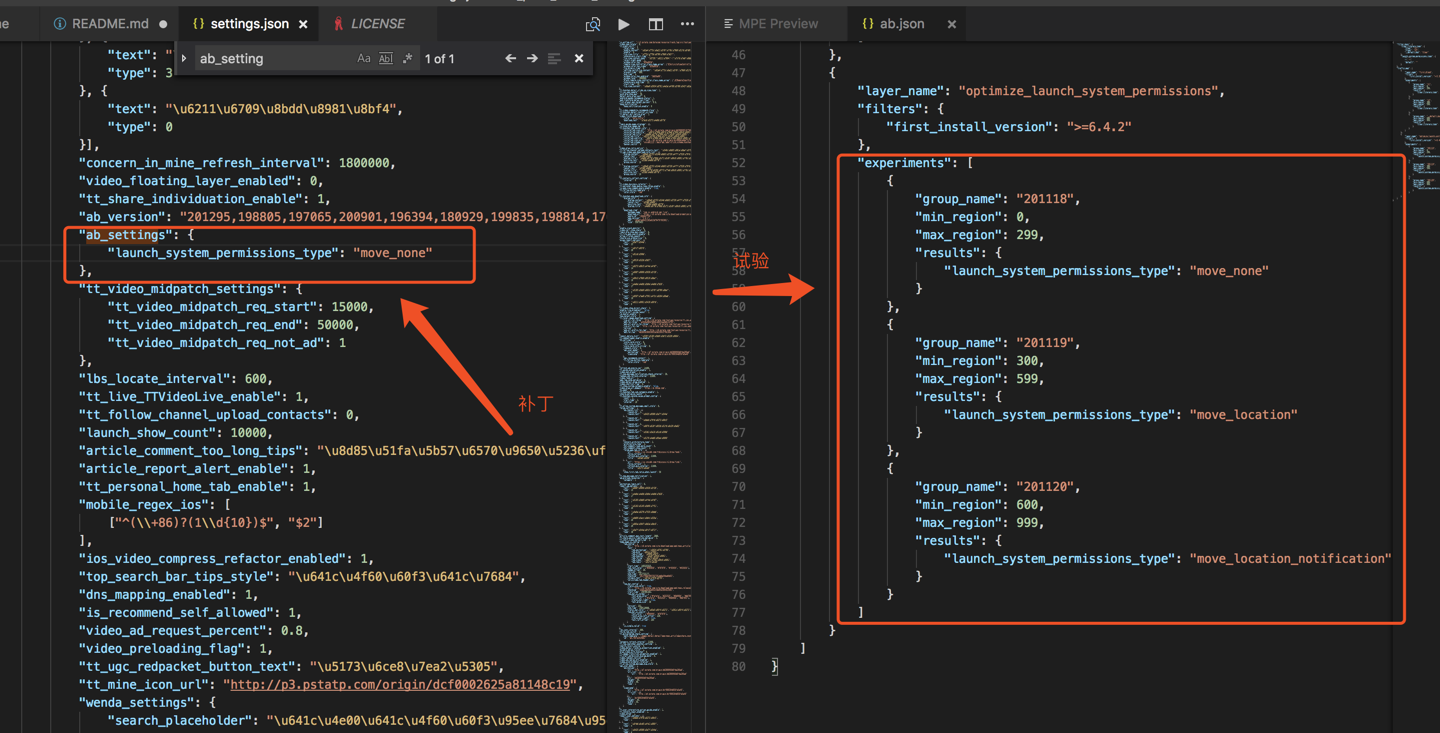 README.md
settings.json
LICENSE
MPE Preview
ab.json
ab_setting
Aa
Abl
.*
1 of 1
"text": "
"type": 3
}, {
"text": "\u6211\u6709\u8bdd\u8981\u8bf4",
"type": 0
}],
"concern_in_mine_refresh_interval": 1800000,
"video_floating_layer_enabled": 0,
"tt_share_individuation_enable": 1,
"ab_version": "201295,198805,197065,200901,196394,180929,199835,198814,17
"ab_settings": {
"launch_system_permissions_type": "move_none"
},
"tt_video_midpatch_settings": {
"tt_video_midpatch_req_start": 15000,
"tt_video_midpatch_req_end": 50000,
"tt_video_midpatch_req_not_ad": 1
},
"lbs_locate_interval": 600,
"tt_live_TTVideoLive_enable": 1,
"tt_follow_channel_upload_contacts": 0,
"launch_show_count": 10000,
"article_comment_too_long_tips": "\u8d85\u51fa\u5b57\u6570\u9650\u5236\uf
"article_report_alert_enable": 1,
"tt_personal_home_tab_enable": 1,
"mobile_regex_ios": [
["^(\\+86)?(1\\d{10})$", "$2"]
],
"ios_video_compress_refactor_enabled": 1,
"top_search_bar_tips_style": "\u641c\u4f60\u60f3\u641c\u7684",
"dns_mapping_enabled": 1,
"is_recommend_self_allowed": 1,
"video_ad_request_percent": 0.8,
"video_preloading_flag": 1,
"tt_ugc_redpacket_button_text": "\u5173\u6ce8\u7ea2\u5305",
"tt_mine_icon_url": "http://p3.pstatp.com/origin/dcf0002625a81148c19",
"wenda_settings": {
"search_placeholder": "\u641c\u4e00\u641c\u4f60\u60f3\u95ee\u7684\u95
补丁
试验
46 },
47 {
48 "layer_name": "optimize_launch_system_permissions",
49 "filters": {
50 "first_install_version": ">=6.4.2"
51 },
52 "experiments": [
53 {
54 "group_name": "201118",
55 "min_region": 0,
56 "max_region": 299,
57 "results": {
58 "launch_system_permissions_type": "move_none"
59 }
60 },
61 {
62 "group_name": "201119",
63 "min_region": 300,
64 "max_region": 599,
65 "results": {
66 "launch_system_permissions_type": "move_location"
67 }
68 },
69 {
70 "group_name": "201120",
71 "min_region": 600,
72 "max_region": 999,
73 "results": {
74 "launch_system_permissions_type": "move_location_notification"
75 }
76 }
77 ]
78 }
79 ]
80 }